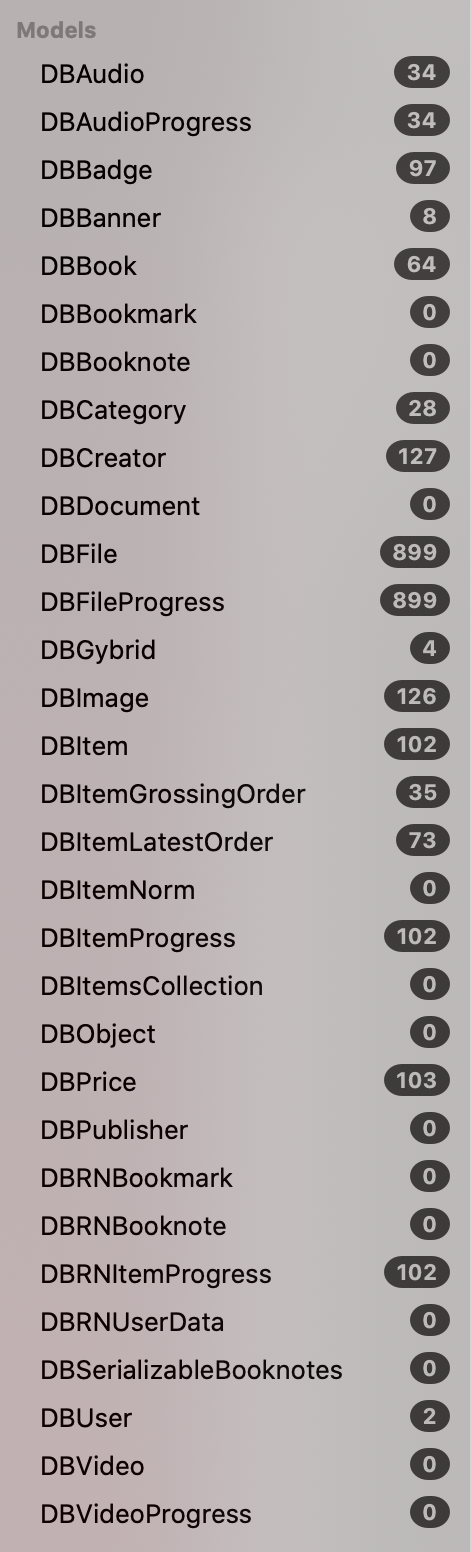 Models
DBAudio 34
DBAudioProgress 34
DBBadge 97
DBBanner 8
DBBook 64
DBBookmark 0
DBBooknote 0
DBCategory 28
DBCreator 127
DBDocument 0
DBFile 899
DBFileProgress 899
DBGybrid 4
DBImage 126
DBItem 102
DBItemGrossingOrder 35
DBItemLatestOrder 73
DBItemNorm 0
DBItemProgress 102
DBItemsCollection 0
DBObject 0
DBPrice 103
DBPublisher 0
DBRNBookmark 0
DBRNBooknote 0
DBRNItemProgress 102
DBRNUserData 0
DBSerializableBooknotes 0
DBUser 2
DBVideo 0
DBVideoProgress 0